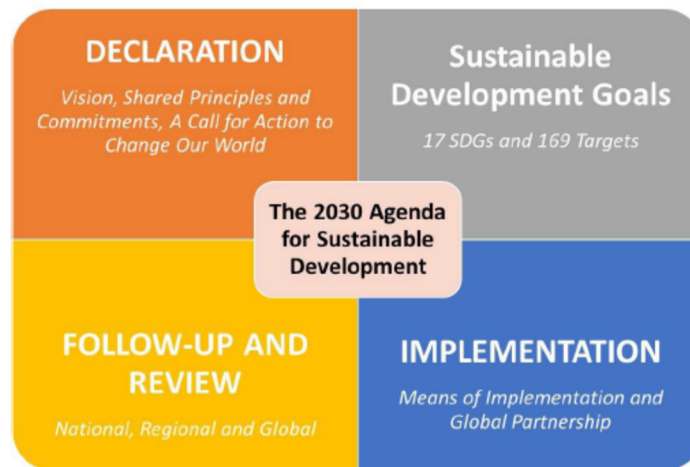 DECLARATION
Vision, Shared Principles and
Commitments, A Call for Action to
Change Our World
Sustainable
Development Goals
17 SDGs and 169 Targets
The 2030 Agenda
for Sustainable
Development
FOLLOW-UP AND
REVIEW
National, Regional and Global
IMPLEMENTATION
Means of Implementation and
Global Partnership